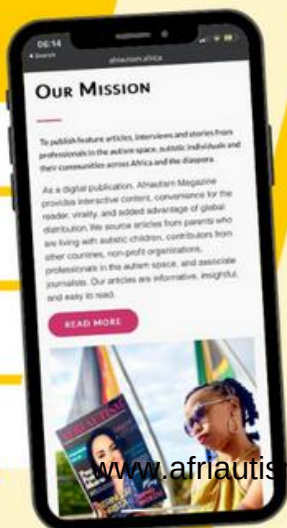 06:14
Search
afriautism.africa
OUR MISSION
To publish feature articles, interviews and stories from
professionals in the autism space, autistic individuals and
their communities across Africa and the diaspora.
As a digital publication, Afriautism Magazine
provides interactive content, convenience for the
reader, virality, and added advantage of global
distribution. We source articles from parents who
are living with autistic children, contributors from
other countries, non-profit organizations,
professionals in the autism space, and associate
journalists. Our articles are informative, insightful,
and easy to read.
READ MORE
AFRIAUTISM
www.afriautis